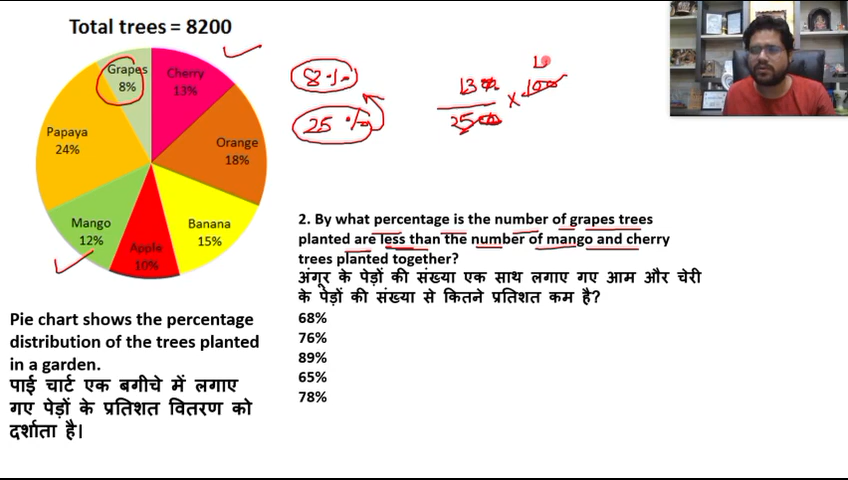 Total trees = 8200
Grapes
8%
Cherry
13%
Papaya
24%
Orange
18%
Mango
12%
Banana
15%
Apple
10%
8%
25%
25
100
2. By what percentage is the number of grapes trees
planted are less than the number of mango and cherry
trees planted together?
अंगूर के पेड़ों की संख्या एक साथ लगाए गए आम और चेरी
के पेड़ों की संख्या से कितने प्रतिशत कम है?
68%
76%
89%
65%
78%
Pie chart shows the percentage
distribution of the trees planted
in a garden.
पाई चार्ट एक बगीचे में लगाए
गए पेड़ों के प्रतिशत वितरण को
दर्शाता है।